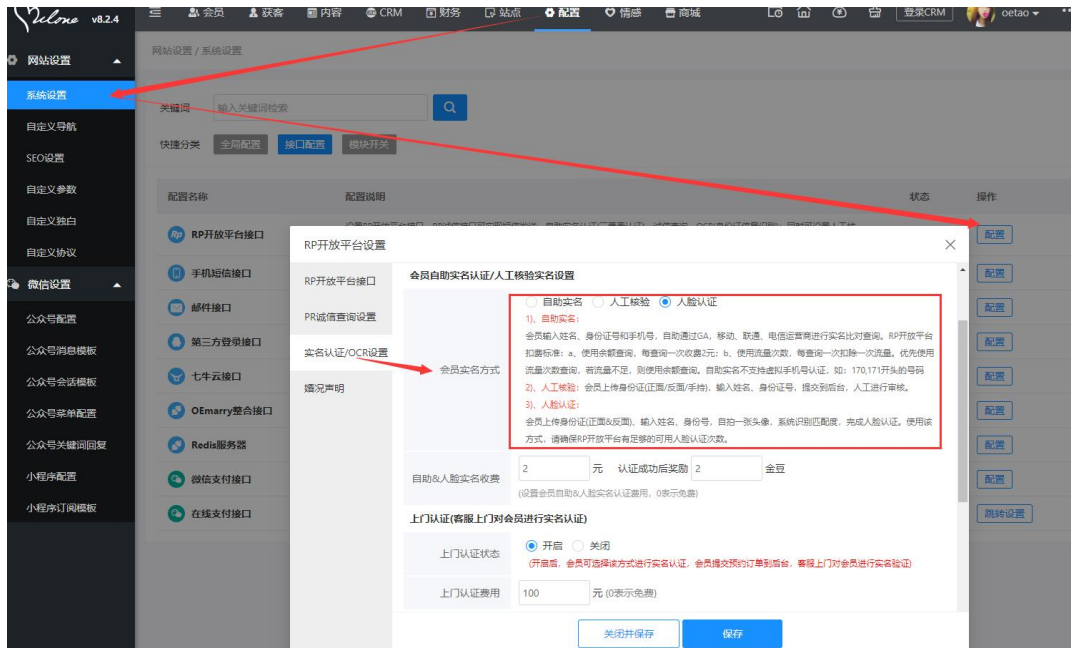 Velone v8.2.4
会员 获客 内容 CRM 财务 站点 配置 情感 商城 登录CRM oetao
网站设置
系统设置
自定义导航
SEO设置
自定义参数
自定义独白
自定义协议
微信设置
公众号配置
公众号消息模板
公众号会话模板
公众号菜单配置
公众号关键词回复
小程序配置
小程序订阅模板
网站设置 / 系统设置
关键词 输入关键词检索
快捷分类 全局配置 接口配置 模块开关
配置名称 配置说明 状态 操作
RP开放平台接口 配置
手机短信接口 配置
邮件接口 配置
第三方登录接口 配置
七牛云接口 配置
OEmarry整合接口 配置
Redis服务器 配置
微信支付接口 配置
在线支付接口 跳转设置
RP开放平台设置
RP开放平台接口
PR诚信查询设置
实名认证/OCR设置
婚况声明
会员自助实名认证/人工核验实名设置
会员实名方式
自助实名 人工核验 人脸认证
1)、自助实名：
会员输入姓名、身份证号和手机号，自助通过GA、移动、联通、电信运营商进行实名比对查询。RP开放平台
扣费标准：a、使用余额查询，每查询一次收费2元；b、使用流量次数，每查询一次扣除一次流量。优先使用
流量次数查询，若流量不足，则使用余额查询。自助实名不支持虚拟手机号认证，如：170,171开头的号码
2)、人工核验：会员上传身份证(正面/反面/手持)，输入姓名、身份证号，提交到后台，人工进行审核。
3)、人脸认证：
会员上传身份证(正面&反面)，输入姓名、身份号，自拍一张头像，系统识别匹配度，完成人脸认证。使用该
方式，请确保RP开放平台有足够的可用人脸认证次数。
自助&人脸实名收费 2 元 认证成功后奖励 2 金豆
(设置会员自助&人脸实名认证费用，0表示免费)
上门认证(客服上门对会员进行实名认证)
上门认证状态 开启 关闭
(开启后，会员可选择该方式进行实名认证，会员提交预约订单到后台，客服上门对会员进行实名验证)
上门认证费用 100 元 (0表示免费)
关闭并保存 保存